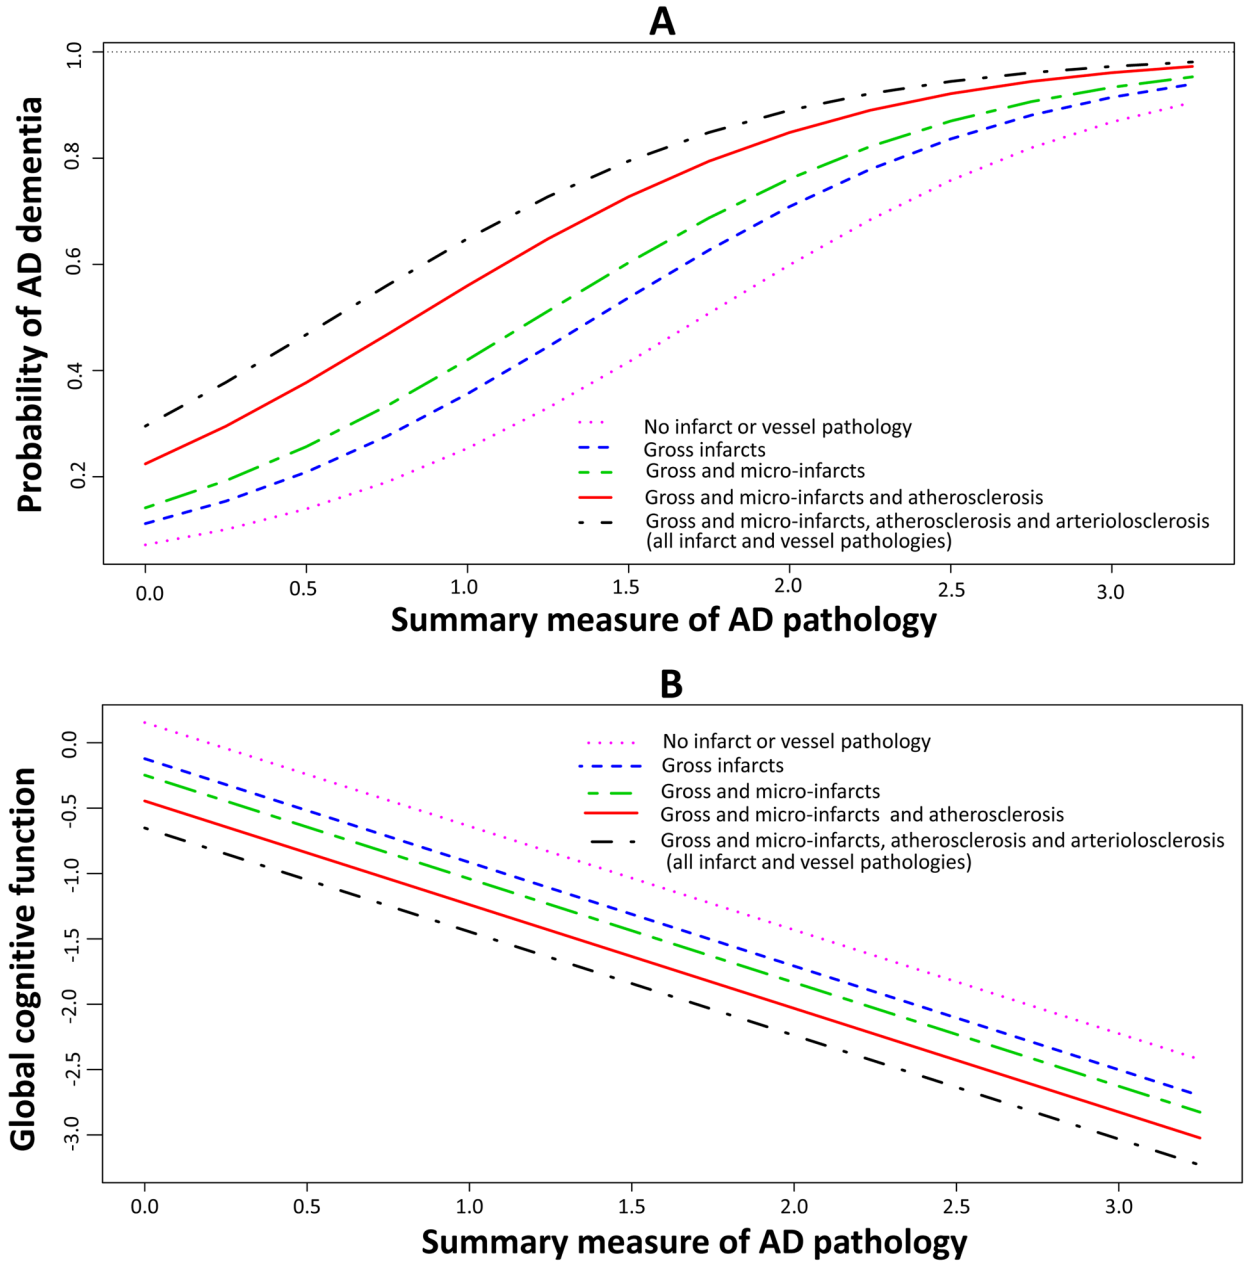 A
Probability of AD dementia
1.0
0.8
0.6
0.4
0.2
No infarct or vessel pathology
Gross infarcts
Gross and micro-infarcts
Gross and micro-infarcts and atherosclerosis
Gross and micro-infarcts, atherosclerosis and arteriolosclerosis
(all infarct and vessel pathologies)
0.0 0.5 1.0 1.5 2.0 2.5 3.0
Summary measure of AD pathology
B
Global cognitive function
0.0
-0.5
-1.0
-1.5
-2.0
-2.5
-3.0
No infarct or vessel pathology
Gross infarcts
Gross and micro-infarcts
Gross and micro-infarcts and atherosclerosis
Gross and micro-infarcts, atherosclerosis and arteriolosclerosis
(all infarct and vessel pathologies)
0.0 0.5 1.0 1.5 2.0 2.5 3.0
Summary measure of AD pathology